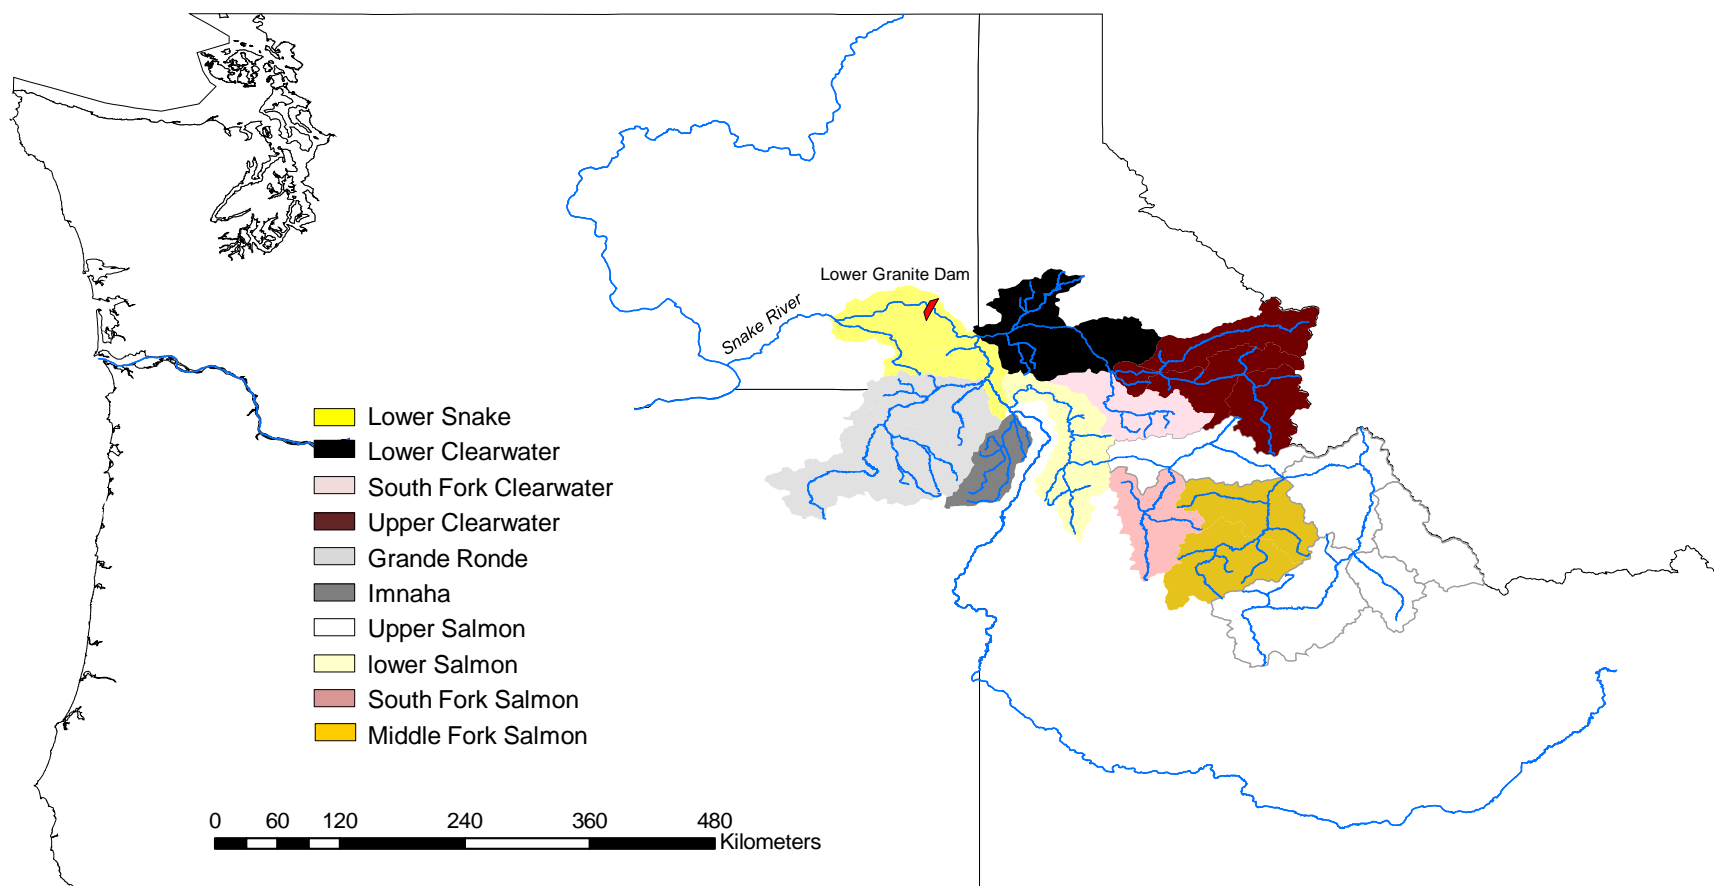 Lower Granite Dam
Snake River
Lower Snake
Lower Clearwater
South Fork Clearwater
Upper Clearwater
Grande Ronde
Imnaha
Upper Salmon
lower Salmon
South Fork Salmon
Middle Fork Salmon
0 60 120 240 360 480
Kilometers